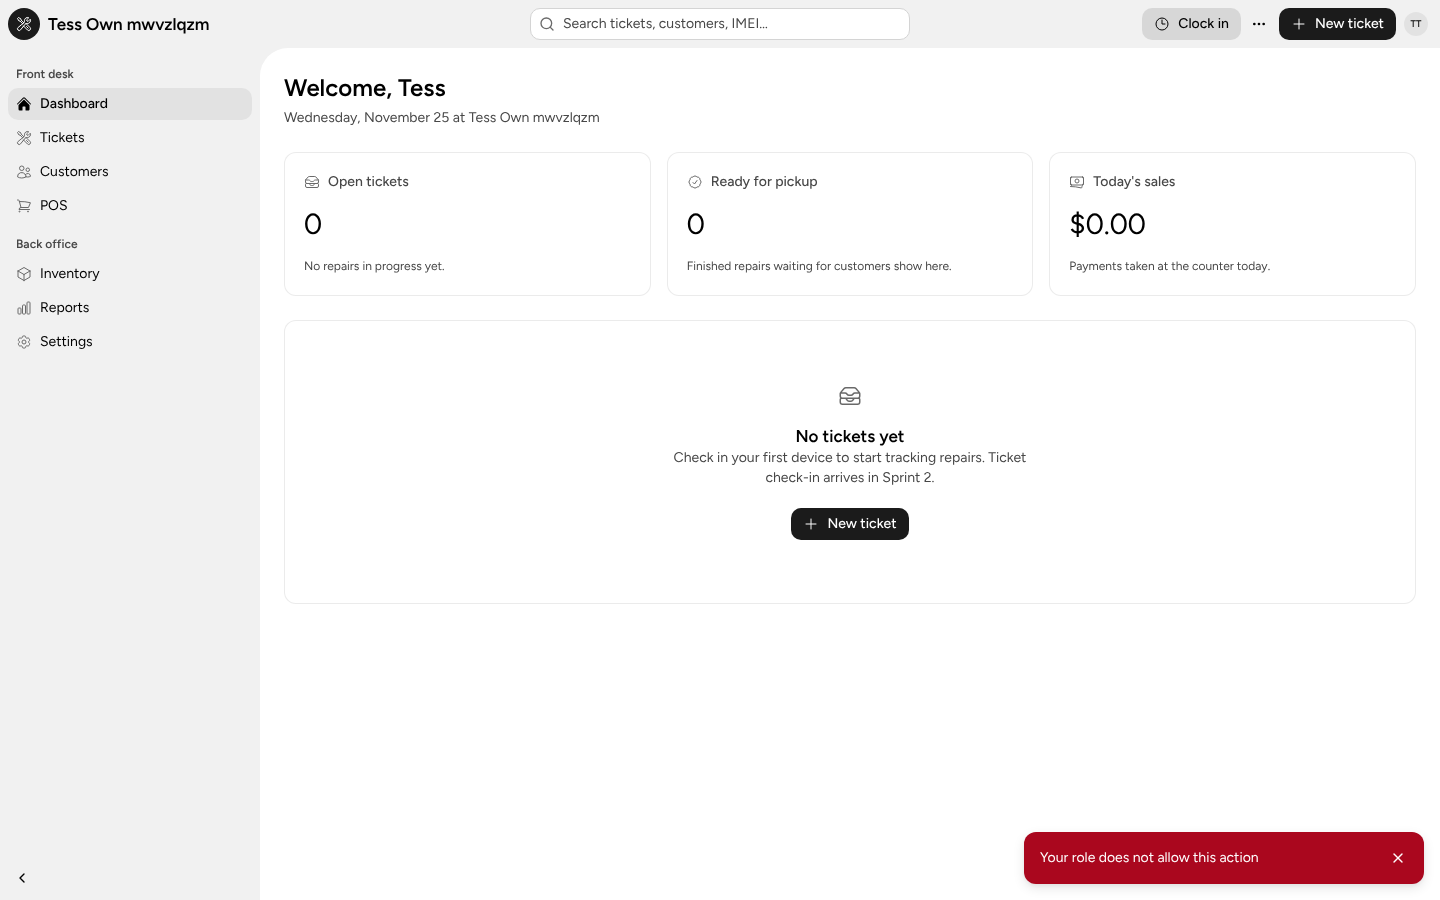 Tess Own mwvzlqzm
Search tickets, customers, IMEI...
Clock in
New ticket
TT
Front desk
Dashboard
Tickets
Customers
POS
Back office
Inventory
Reports
Settings
Welcome, Tess
Wednesday, November 25 at Tess Own mwvzlqzm
Open tickets
0
No repairs in progress yet.
Ready for pickup
0
Finished repairs waiting for customers show here.
Today's sales
$0.00
Payments taken at the counter today.
No tickets yet
Check in your first device to start tracking repairs. Ticket
check-in arrives in Sprint 2.
New ticket
Your role does not allow this action